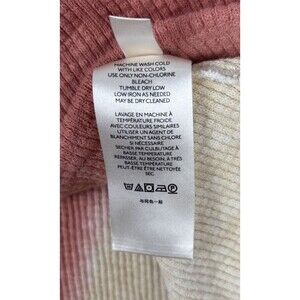 MACHINE WASH COLD
WITH LIKE COLORS
USE ONLY NON-CHLORINE
BLEACH
TUMBLE DRY LOW
LOW IRON AS NEEDED
MAY BE DRY CLEANED
LAVAGE EN MACHINE À
TEMPÉRATURE FROIDE
AVEC COULEURS SIMILAIRES
UTILISER UN AGENT DE
BLANCHIMENT SANS CHLORE
SI NÉCESSAIRE
SÉCHER PAR CULBUTAGE À
BASSE TEMPÉRATURE
REPASSER, AU BESOIN, À TRÈS
BASSE TEMPÉRATURE
PEUT-ÊTRE ÊTRE NETTOYÉ
SEC